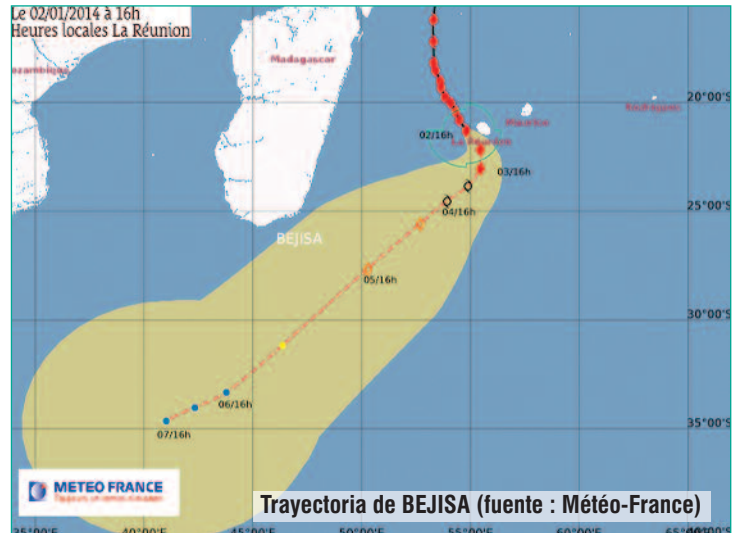 Le 02/01/2014 à 16h
Heures locales La Réunion
Madagascar
20°00'S
02/16h
La Réunion
03/16h
25°00'S
04/16h
BEJISA
05/16h
30°00'S
06/16h
07/16h
35°00'S
METEO FRANCE
Trayectoria de BEJISA (fuente : Météo-France)
35°00'E 40°00'E 45°00'E 50°00'E 55°00'E 60°00'E